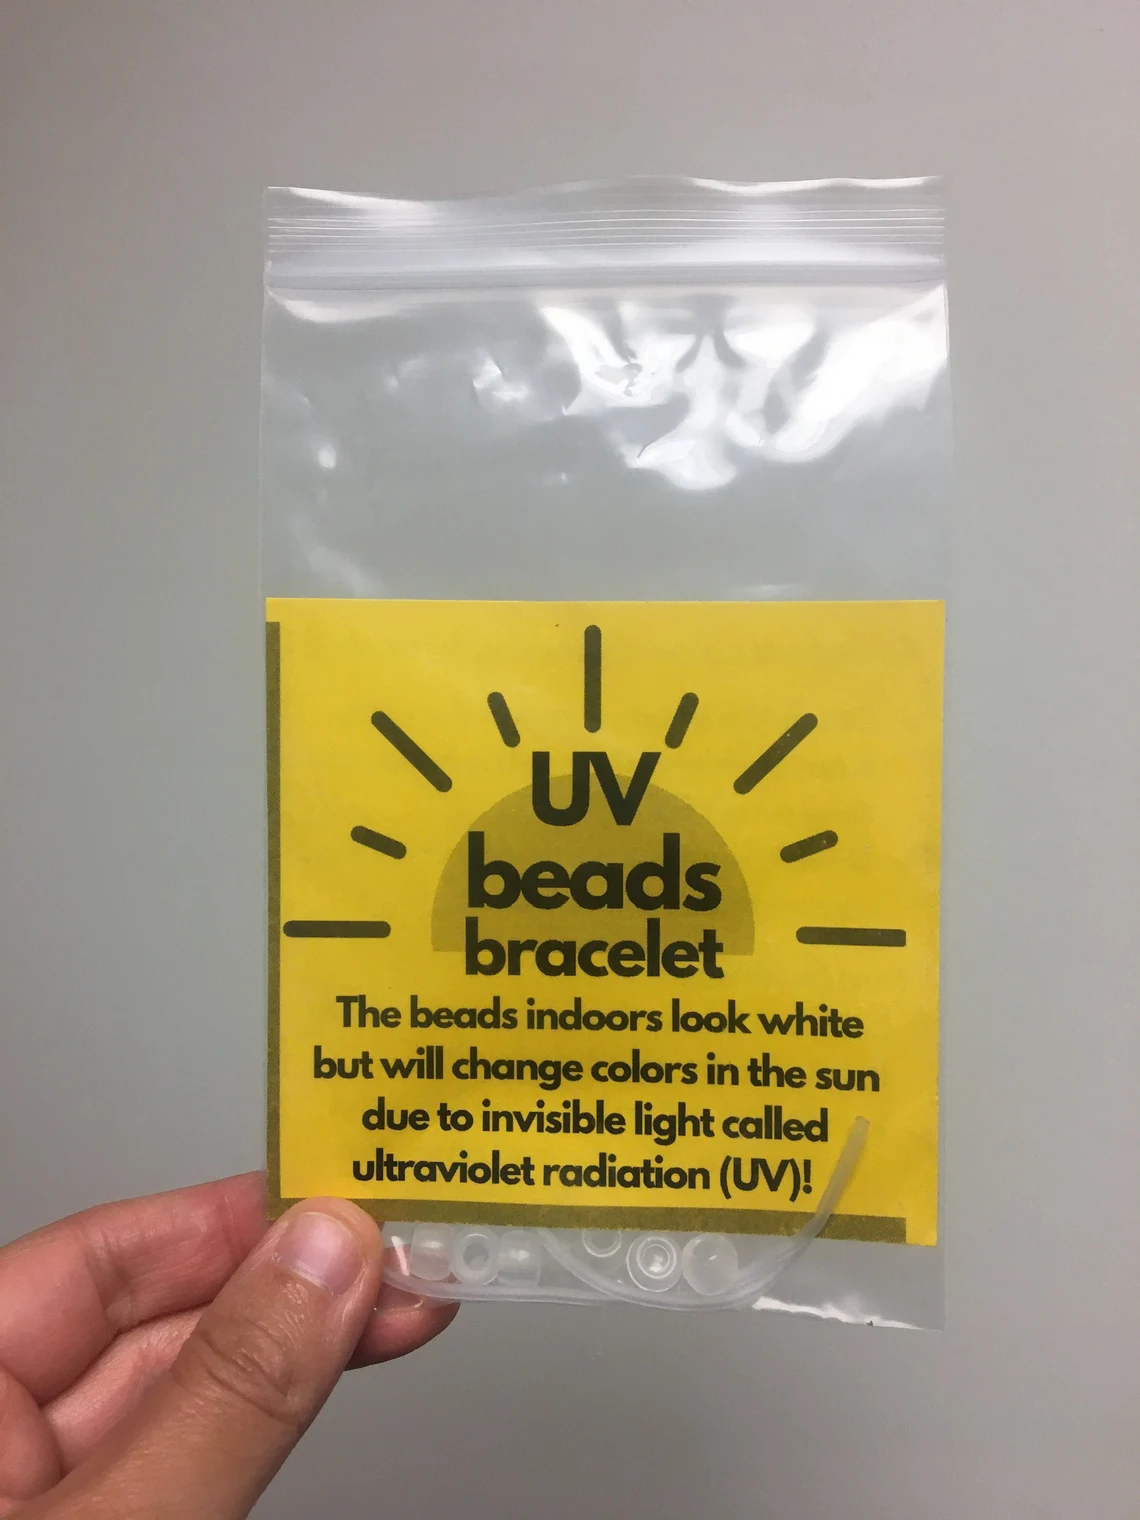 UV
beads
bracelet
The beads indoors look white
but will change colors in the sun
due to invisible light called
ultraviolet radiation (UV)!